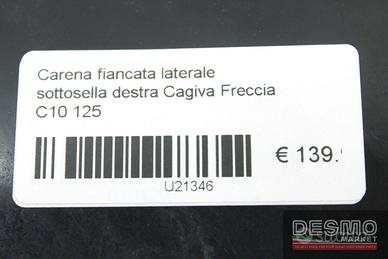 Carena fiancata laterale
sottosella destra Cagiva Freccia
C10 125
€ 139.
U21346
DESMO
MARKET